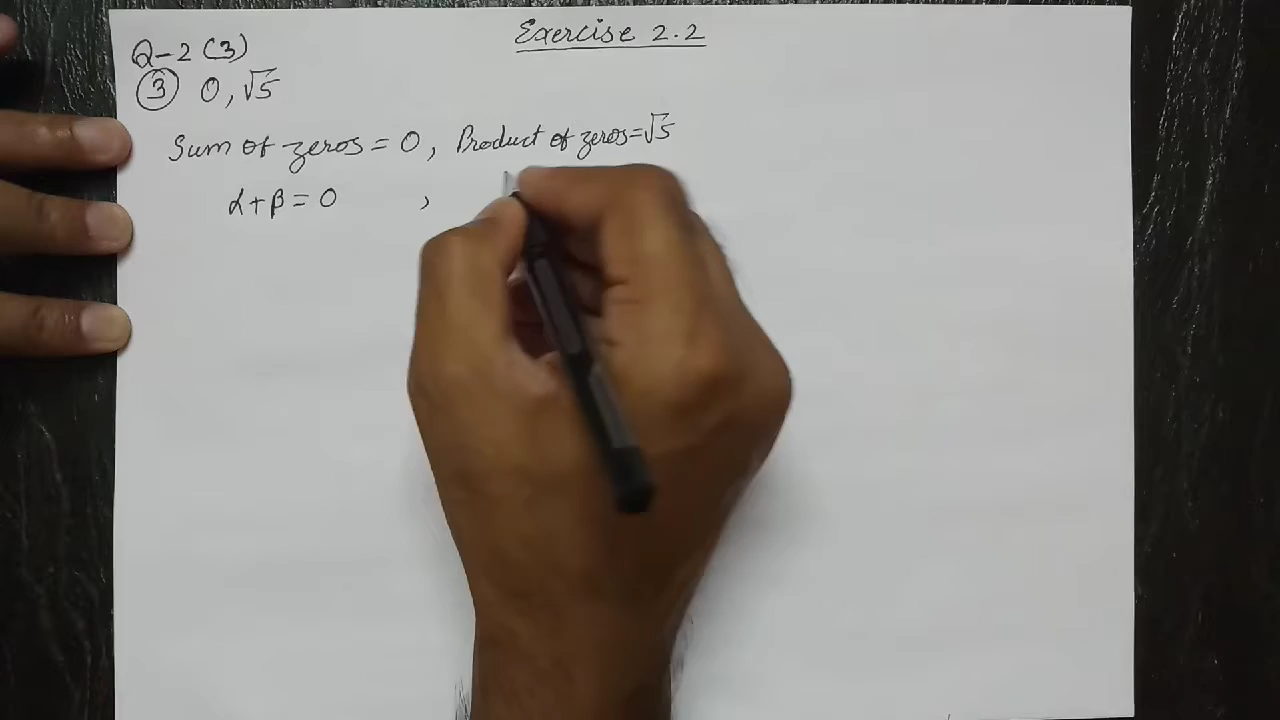 Exercise 2.2
Q-2 (3)
③ 0, √5
Sum of zeros = 0, Product of zeros = √5
α + β = 0 ,